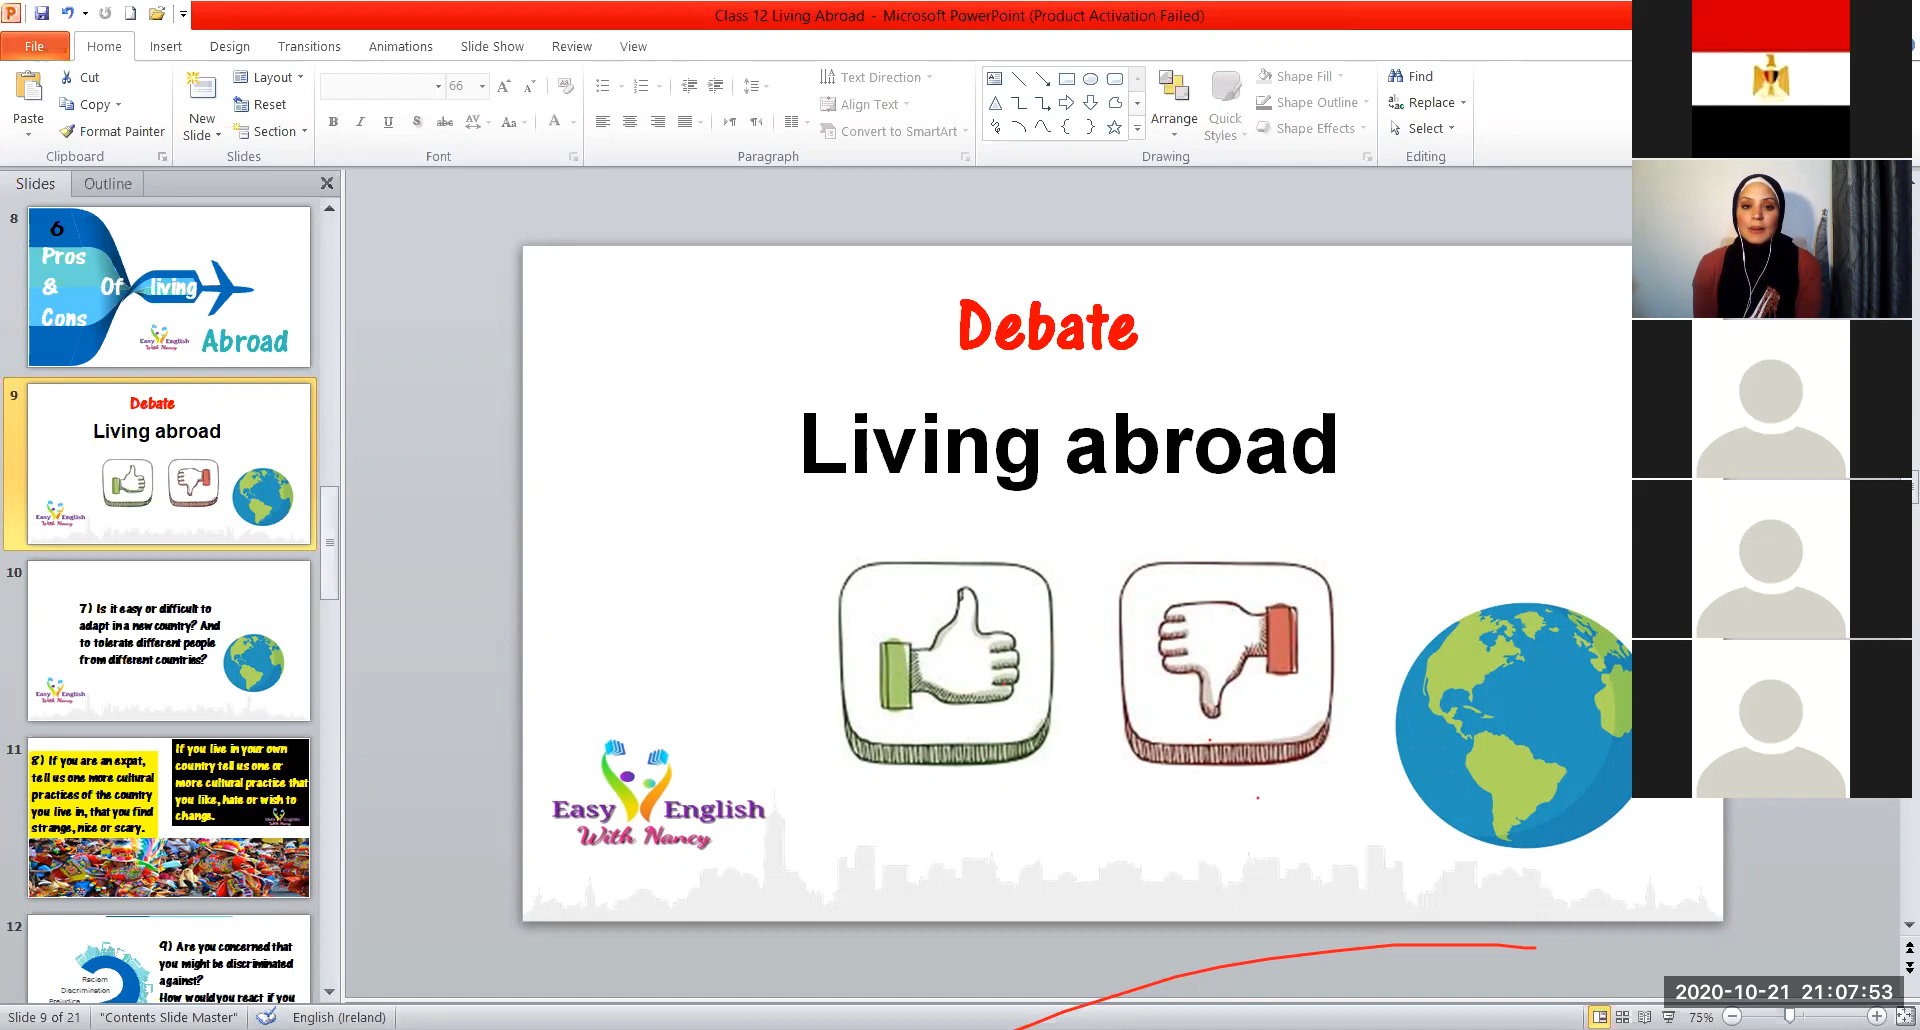 Class 12 Living Abroad - Microsoft PowerPoint (Product Activation Failed)
File Home Insert Design Transitions Animations Slide Show Review View
Paste
Cut
Copy
Format Painter
Clipboard
New
Slide
Layout
Reset
Section
Slides
66
B I U S abc AV Aa A
Font
Text Direction
Align Text
Convert to SmartArt
Paragraph
Arrange
Quick
Styles
Shape Fill
Shape Outline
Shape Effects
Drawing
Find
Replace
Select
Editing
Slides Outline
8
6
Pros
& Of living
Cons
Abroad
Easy English
With Nancy
9
Debate
Living abroad
Easy English
With Nancy
10
7) Is it easy or difficult to
adapt in a new country? And
to tolerate different people
from different countries?
Easy English
With Nancy
11
8) If you are an expat,
tell us one more cultural
practices of the country
you live in, that you find
strange, nice or scary.
If you live in your own
country tell us one or
more cultural practice that
you like, hate or wish to
change.
12
9) Are you concerned that
you might be discriminated
against?
How would you react if you
Racism
Discrimination
Prejudice
Debate
Living abroad
Easy English
With Nancy
2020-10-21 21:07:53
Slide 9 of 21 "Contents Slide Master" English (Ireland) 75%